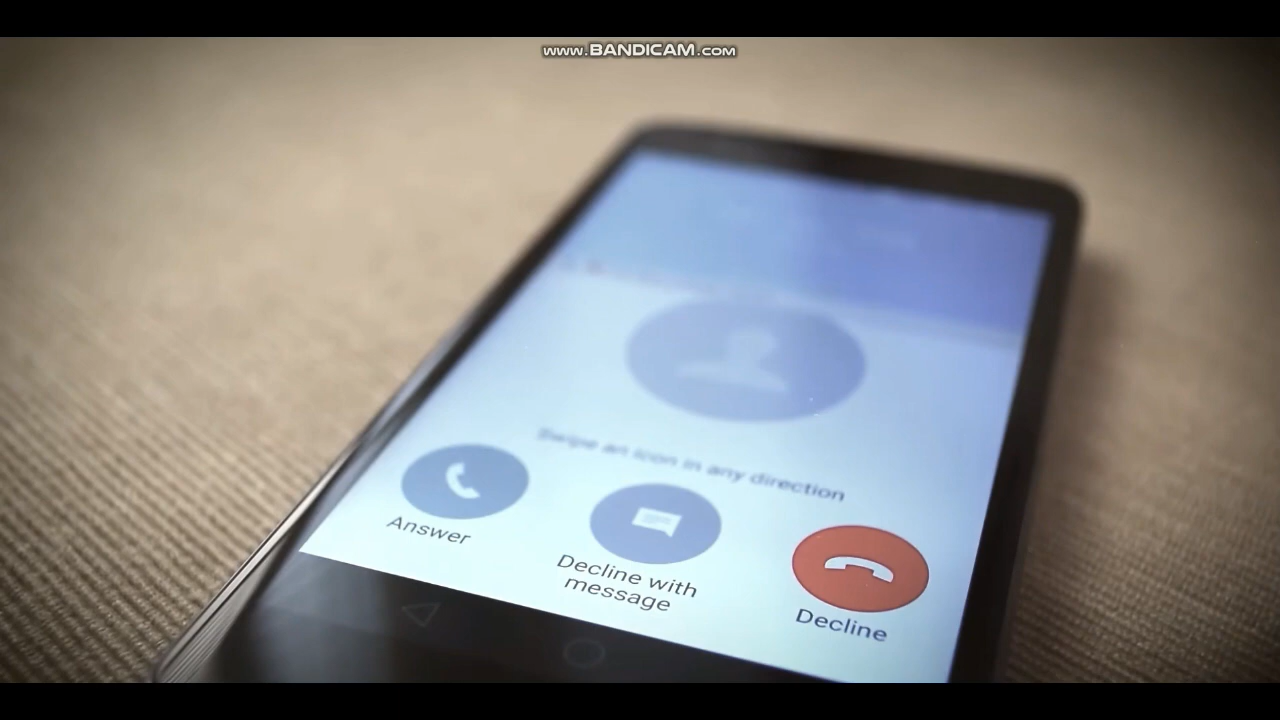 www.BANDICAM.com
Swipe an icon in any direction
Answer
Decline with
message
Decline